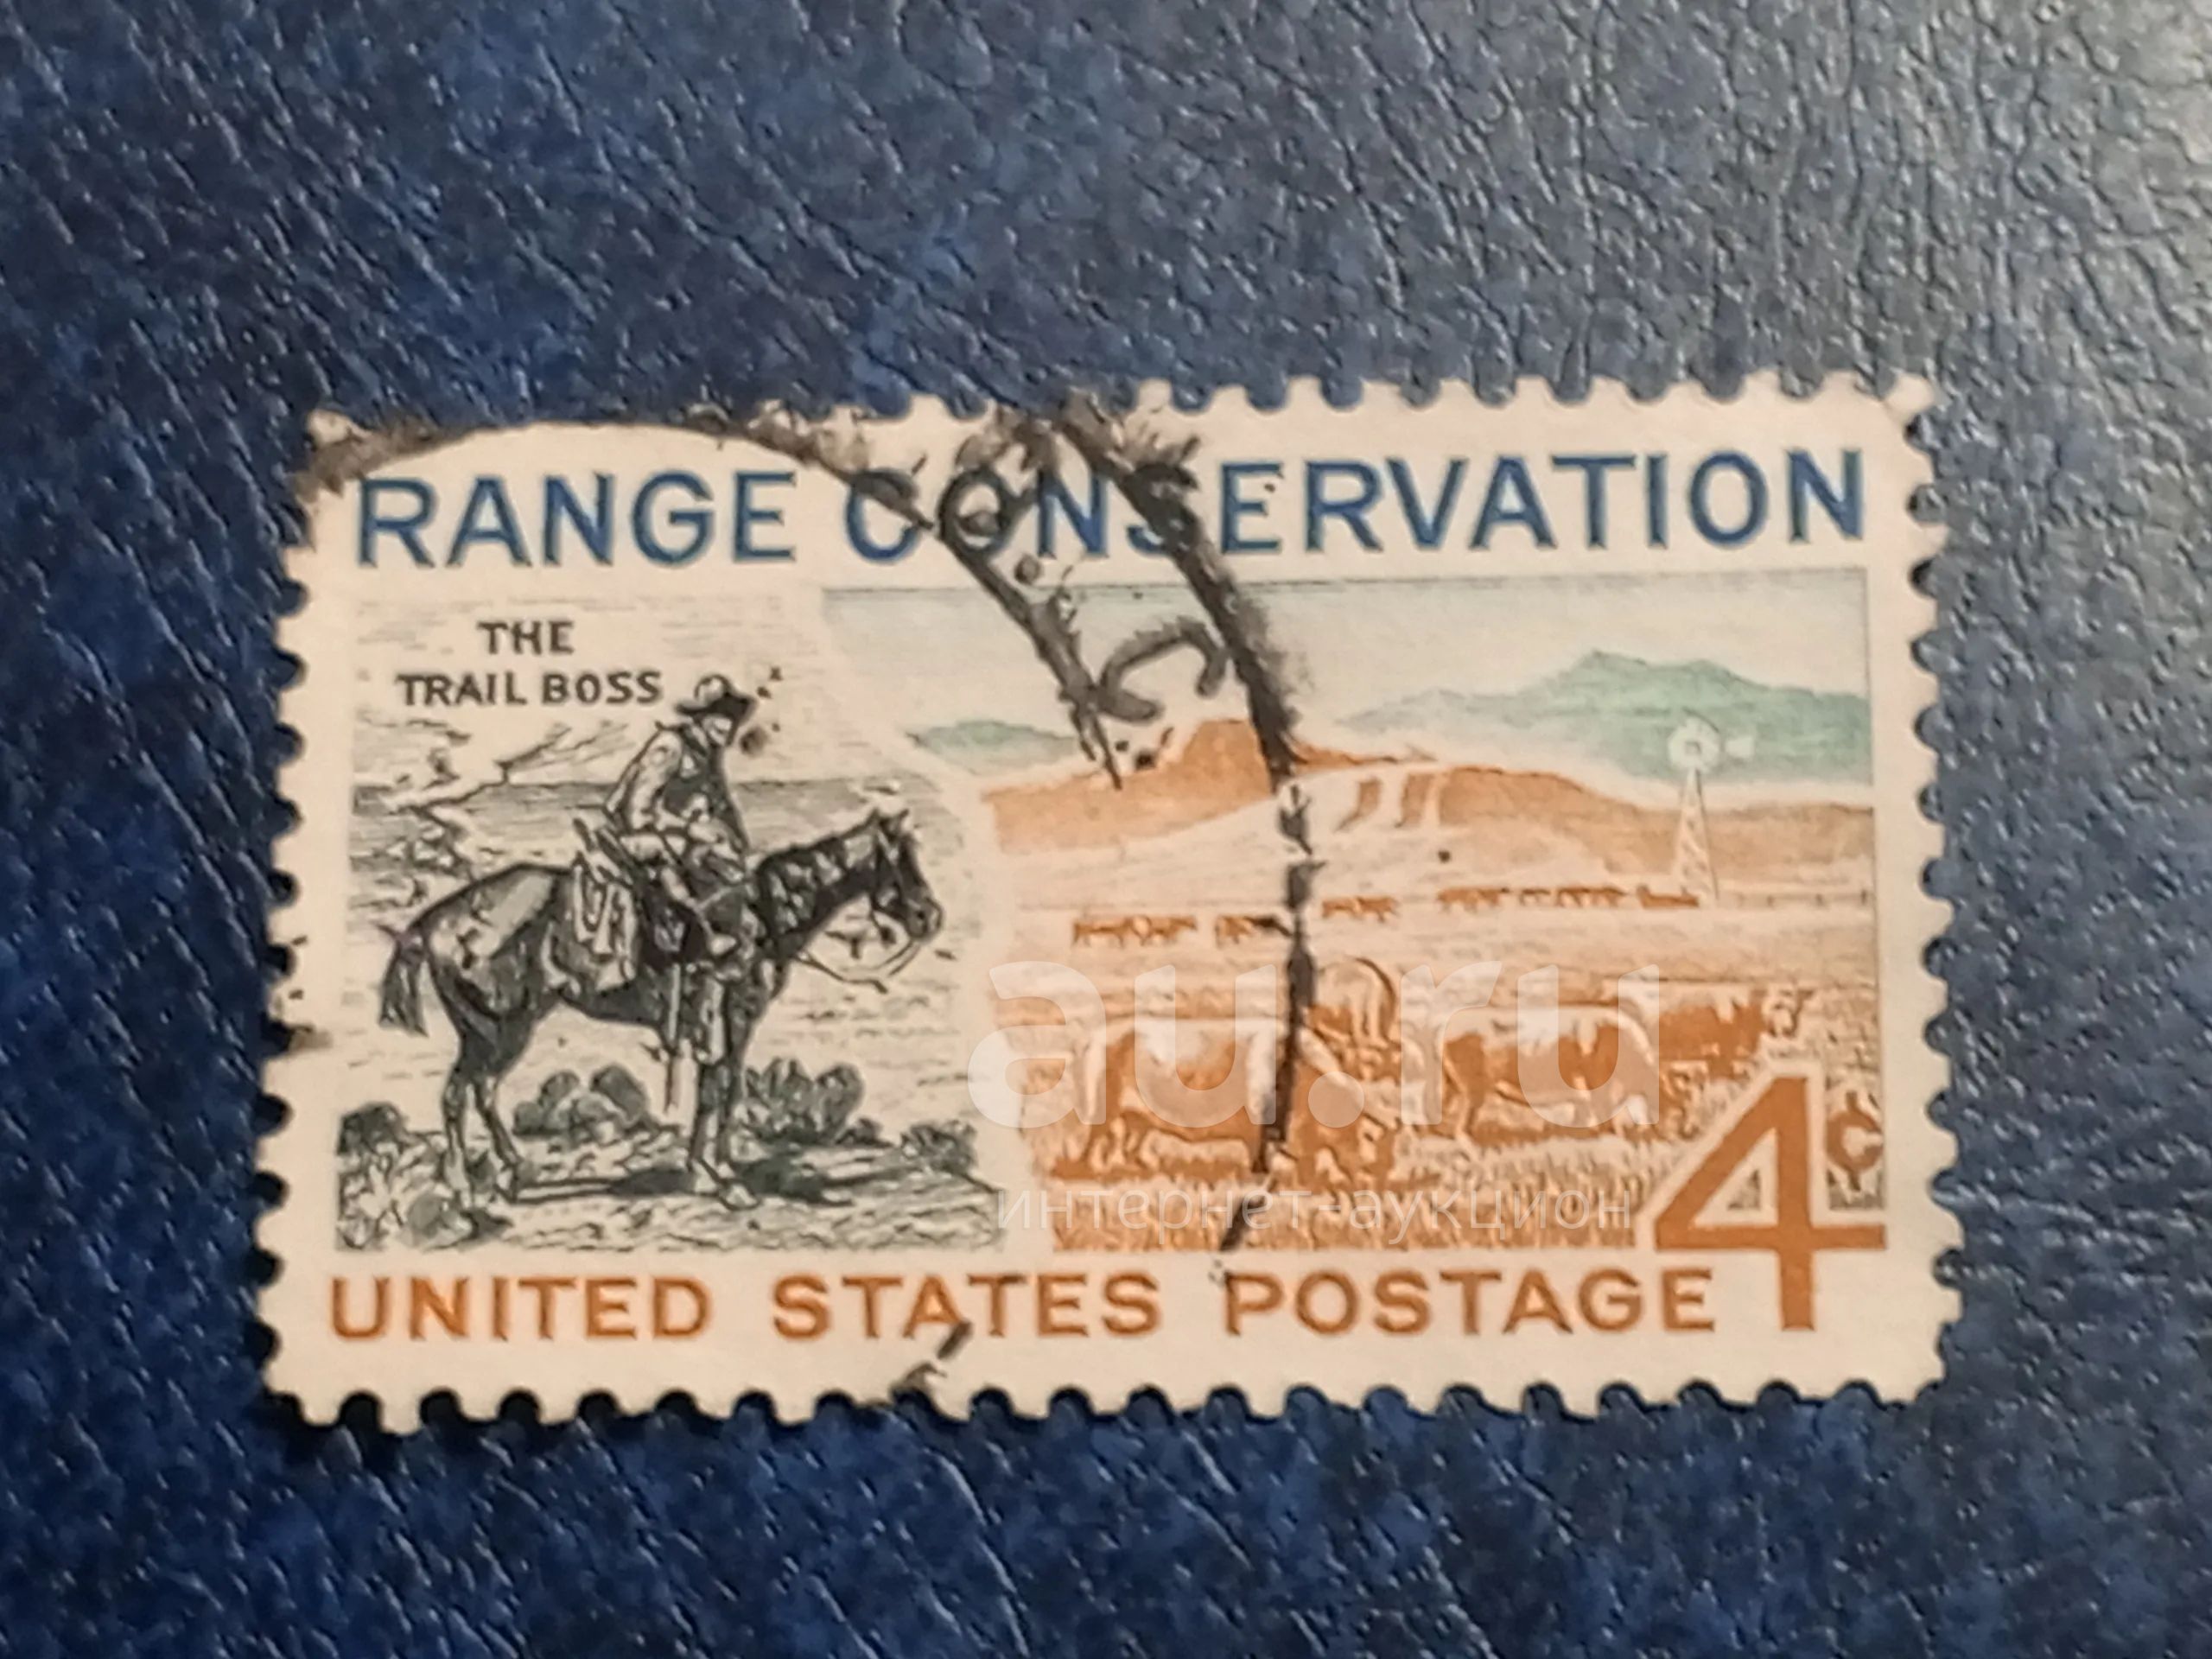 RANGE CONSERVATION
THE
TRAIL BOSS
au.ru
интернет-аукцион
4¢
UNITED STATES POSTAGE